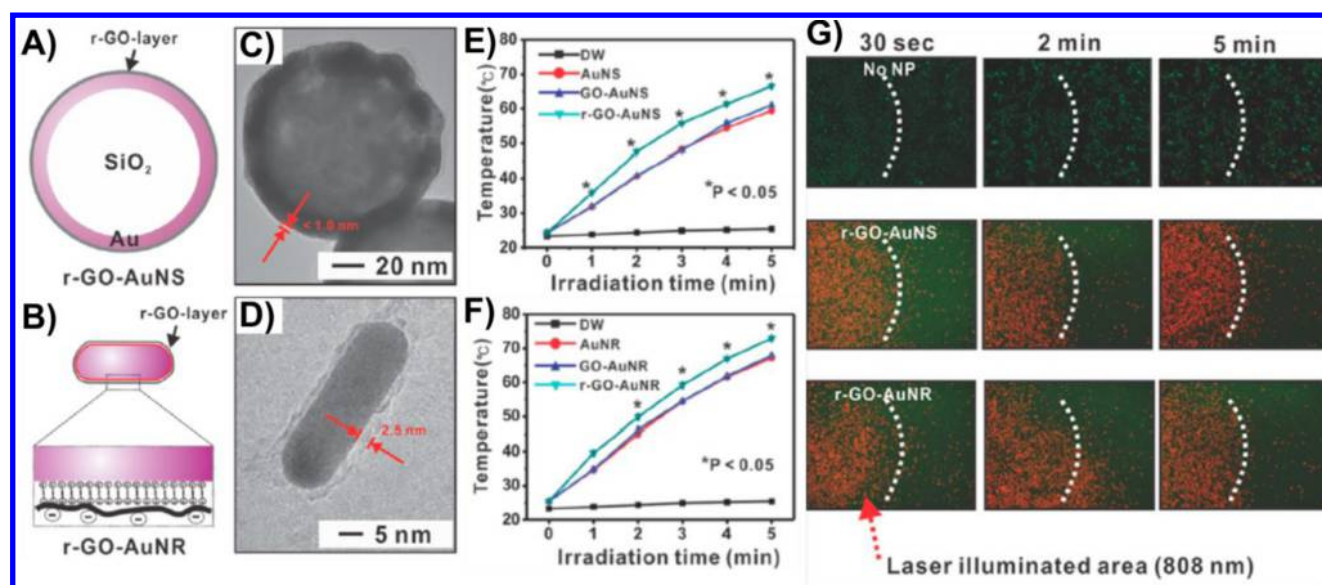 A)
r-GO-layer
SiO₂
Au
r-GO-AuNS
B)
r-GO-layer
r-GO-AuNR
C)
< 1.0 nm
20 nm
D)
2.5 nm
5 nm
E)
80
70
60
50
40
30
20
Temperature(℃)
DW
AuNS
GO-AuNS
r-GO-AuNS
* * * * *
*P < 0.05
0 1 2 3 4 5
Irradiation time (min)
F)
80
70
60
50
40
30
20
Temperature(℃)
DW
AuNR
GO-AuNR
r-GO-AuNR
* * * *
*P < 0.05
0 1 2 3 4 5
Irradiation time (min)
G)
30 sec 2 min 5 min
No NP
r-GO-AuNS
r-GO-AuNR
Laser illuminated area (808 nm)